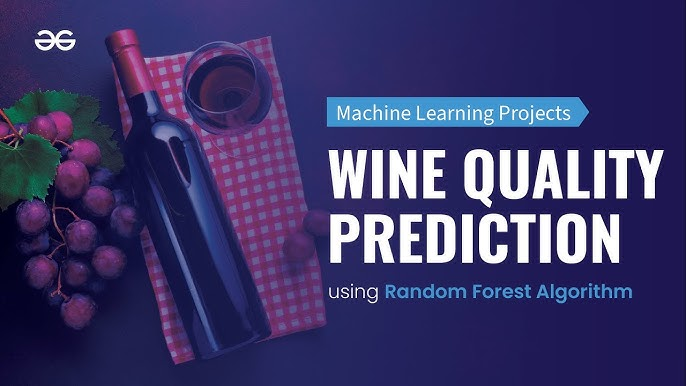 Machine Learning Projects
WINE QUALITY
PREDICTION
using Random Forest Algorithm